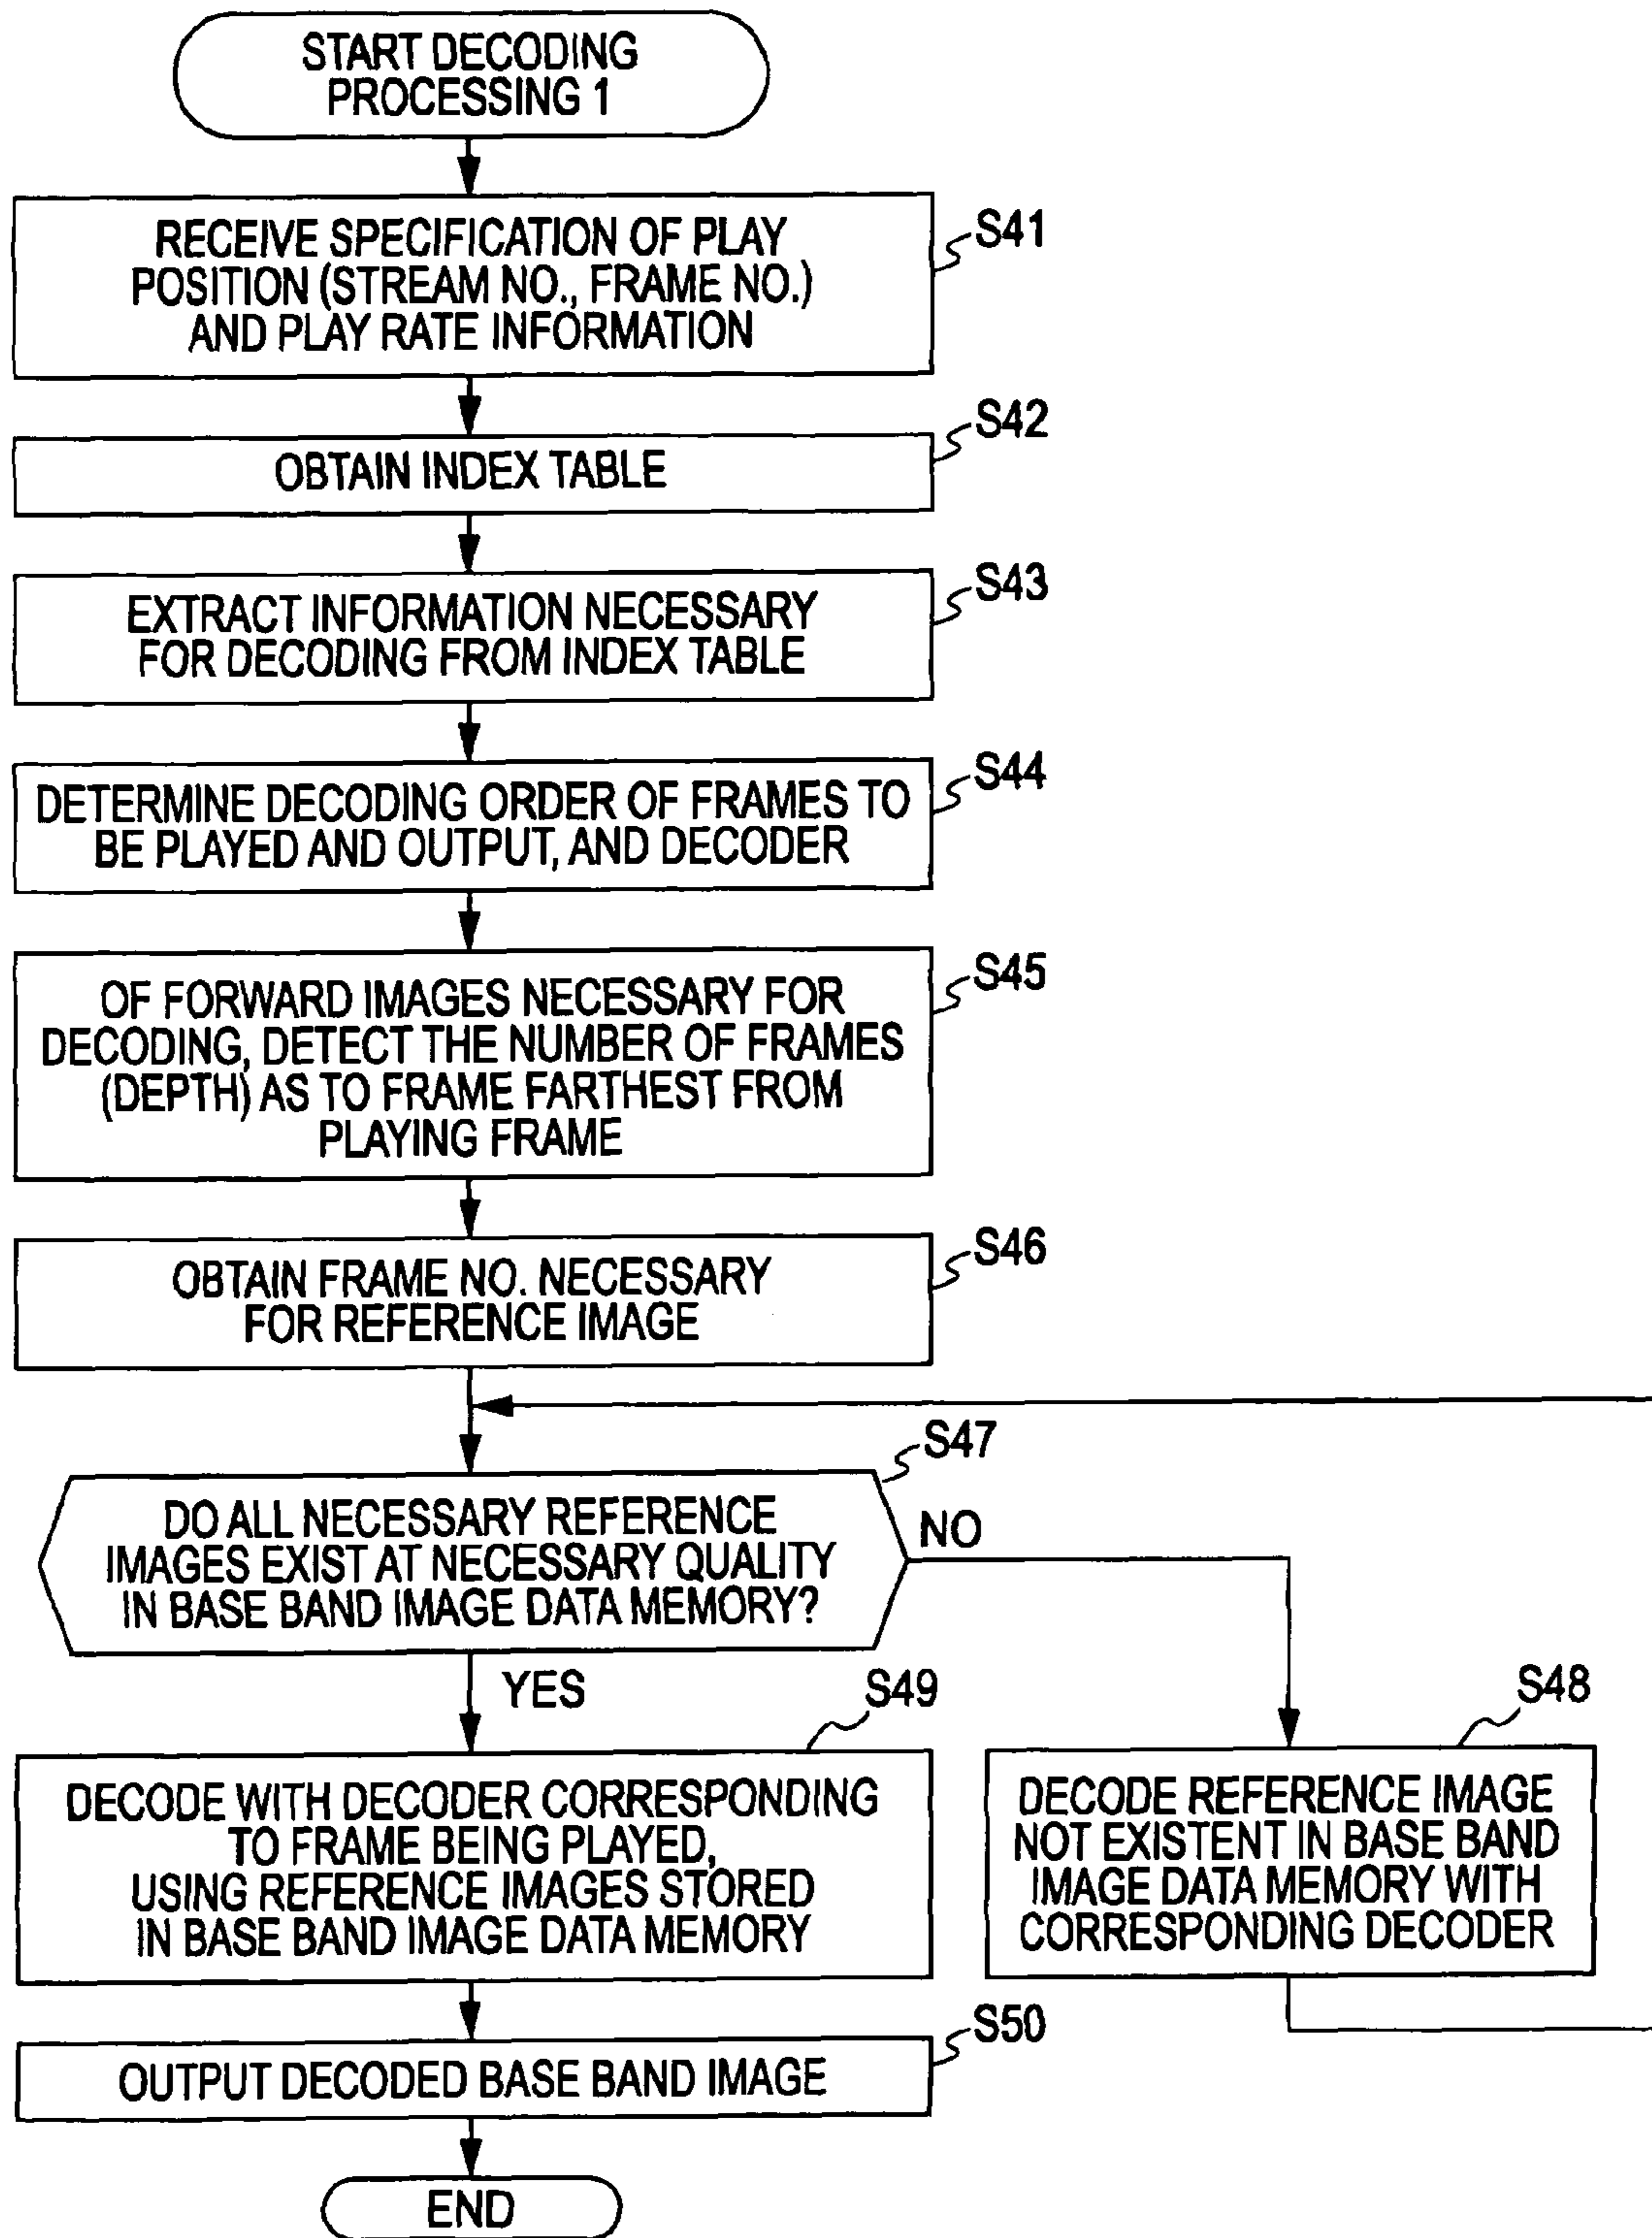 START DECODING
PROCESSING 1
RECEIVE SPECIFICATION OF PLAY
POSITION (STREAM NO., FRAME NO.)
AND PLAY RATE INFORMATION
S41
OBTAIN INDEX TABLE
S42
EXTRACT INFORMATION NECESSARY
FOR DECODING FROM INDEX TABLE
S43
DETERMINE DECODING ORDER OF FRAMES TO
BE PLAYED AND OUTPUT, AND DECODER
S44
OF FORWARD IMAGES NECESSARY FOR
DECODING, DETECT THE NUMBER OF FRAMES
(DEPTH) AS TO FRAME FARTHEST FROM
PLAYING FRAME
S45
OBTAIN FRAME NO. NECESSARY
FOR REFERENCE IMAGE
S46
DO ALL NECESSARY REFERENCE
IMAGES EXIST AT NECESSARY QUALITY
IN BASE BAND IMAGE DATA MEMORY?
S47
NO
YES
DECODE WITH DECODER CORRESPONDING
TO FRAME BEING PLAYED,
USING REFERENCE IMAGES STORED
IN BASE BAND IMAGE DATA MEMORY
S49
DECODE REFERENCE IMAGE
NOT EXISTENT IN BASE BAND
IMAGE DATA MEMORY WITH
CORRESPONDING DECODER
S48
OUTPUT DECODED BASE BAND IMAGE
S50
END